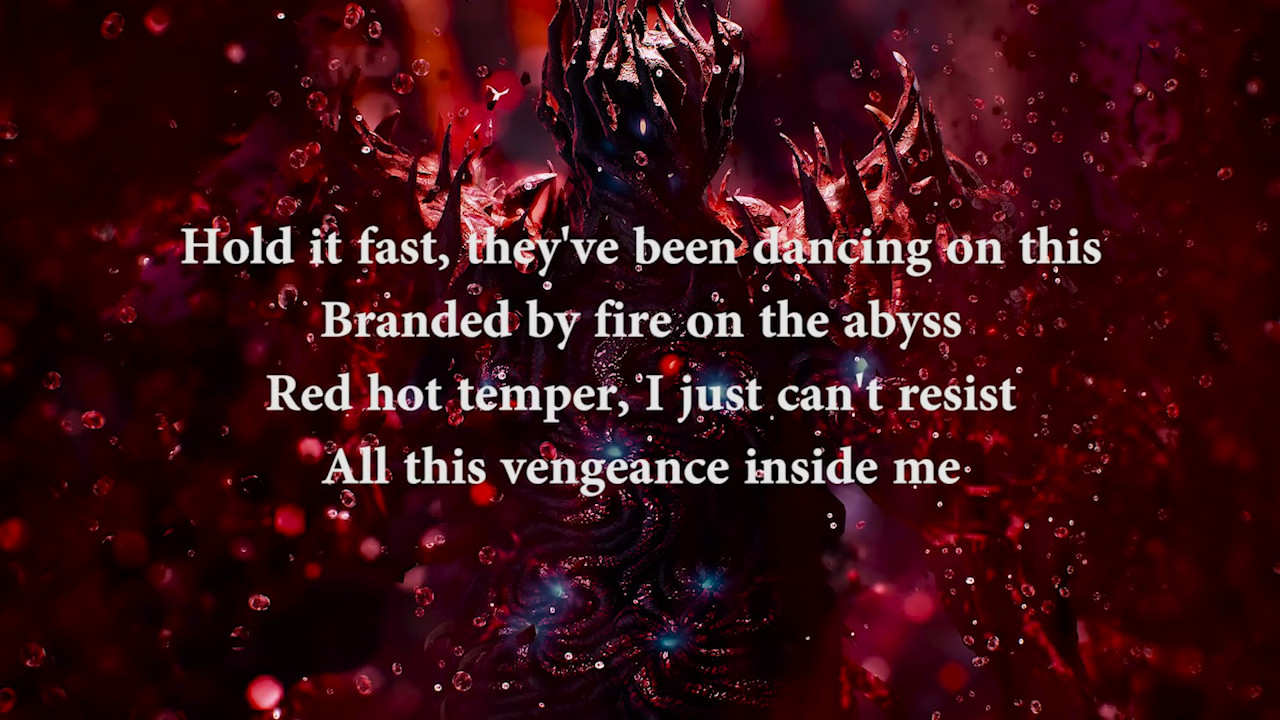 Hold it fast, they've been dancing on this
Branded by fire on the abyss
Red hot temper, I just can't resist
All this vengeance inside me